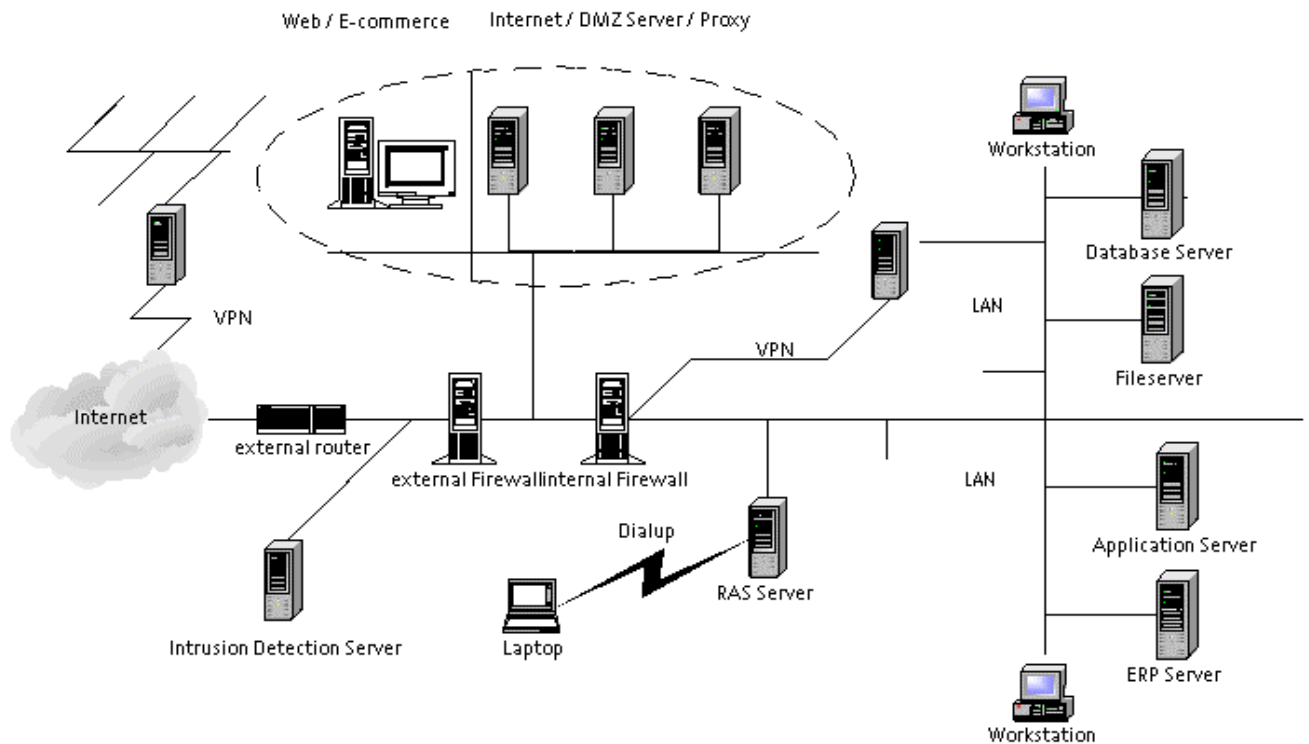 Web / E-commerce
Internet / DMZ Server / Proxy
Workstation
Database Server
VPN
LAN
VPN
Fileserver
Internet
external router
external Firewall
internal Firewall
LAN
Dialup
Application Server
RAS Server
Intrusion Detection Server
Laptop
ERP Server
Workstation